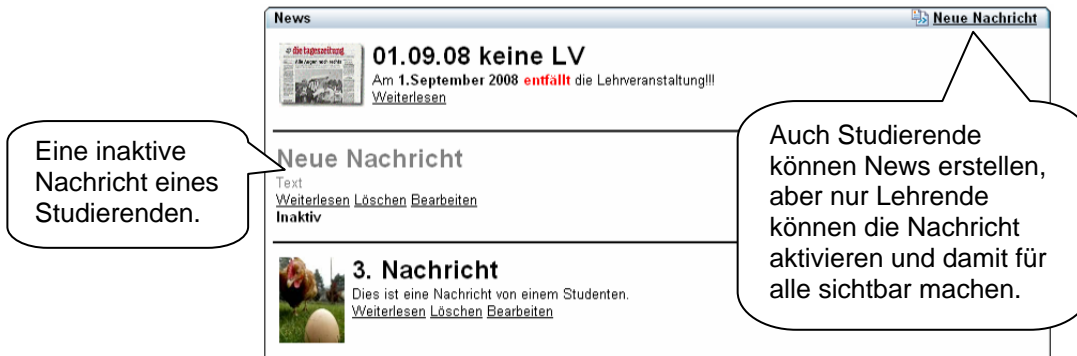 News
Neue Nachricht
die tageszeitung
01.09.08 keine LV
Am 1.September 2008 entfällt die Lehrveranstaltung!!!
Weiterlesen
Eine inaktive
Nachricht eines
Studierenden.
Neue Nachricht
Text
Weiterlesen Löschen Bearbeiten
Inaktiv
Auch Studierende
können News erstellen,
aber nur Lehrende
können die Nachricht
aktivieren und damit für
alle sichtbar machen.
3. Nachricht
Dies ist eine Nachricht von einem Studenten.
Weiterlesen Löschen Bearbeiten